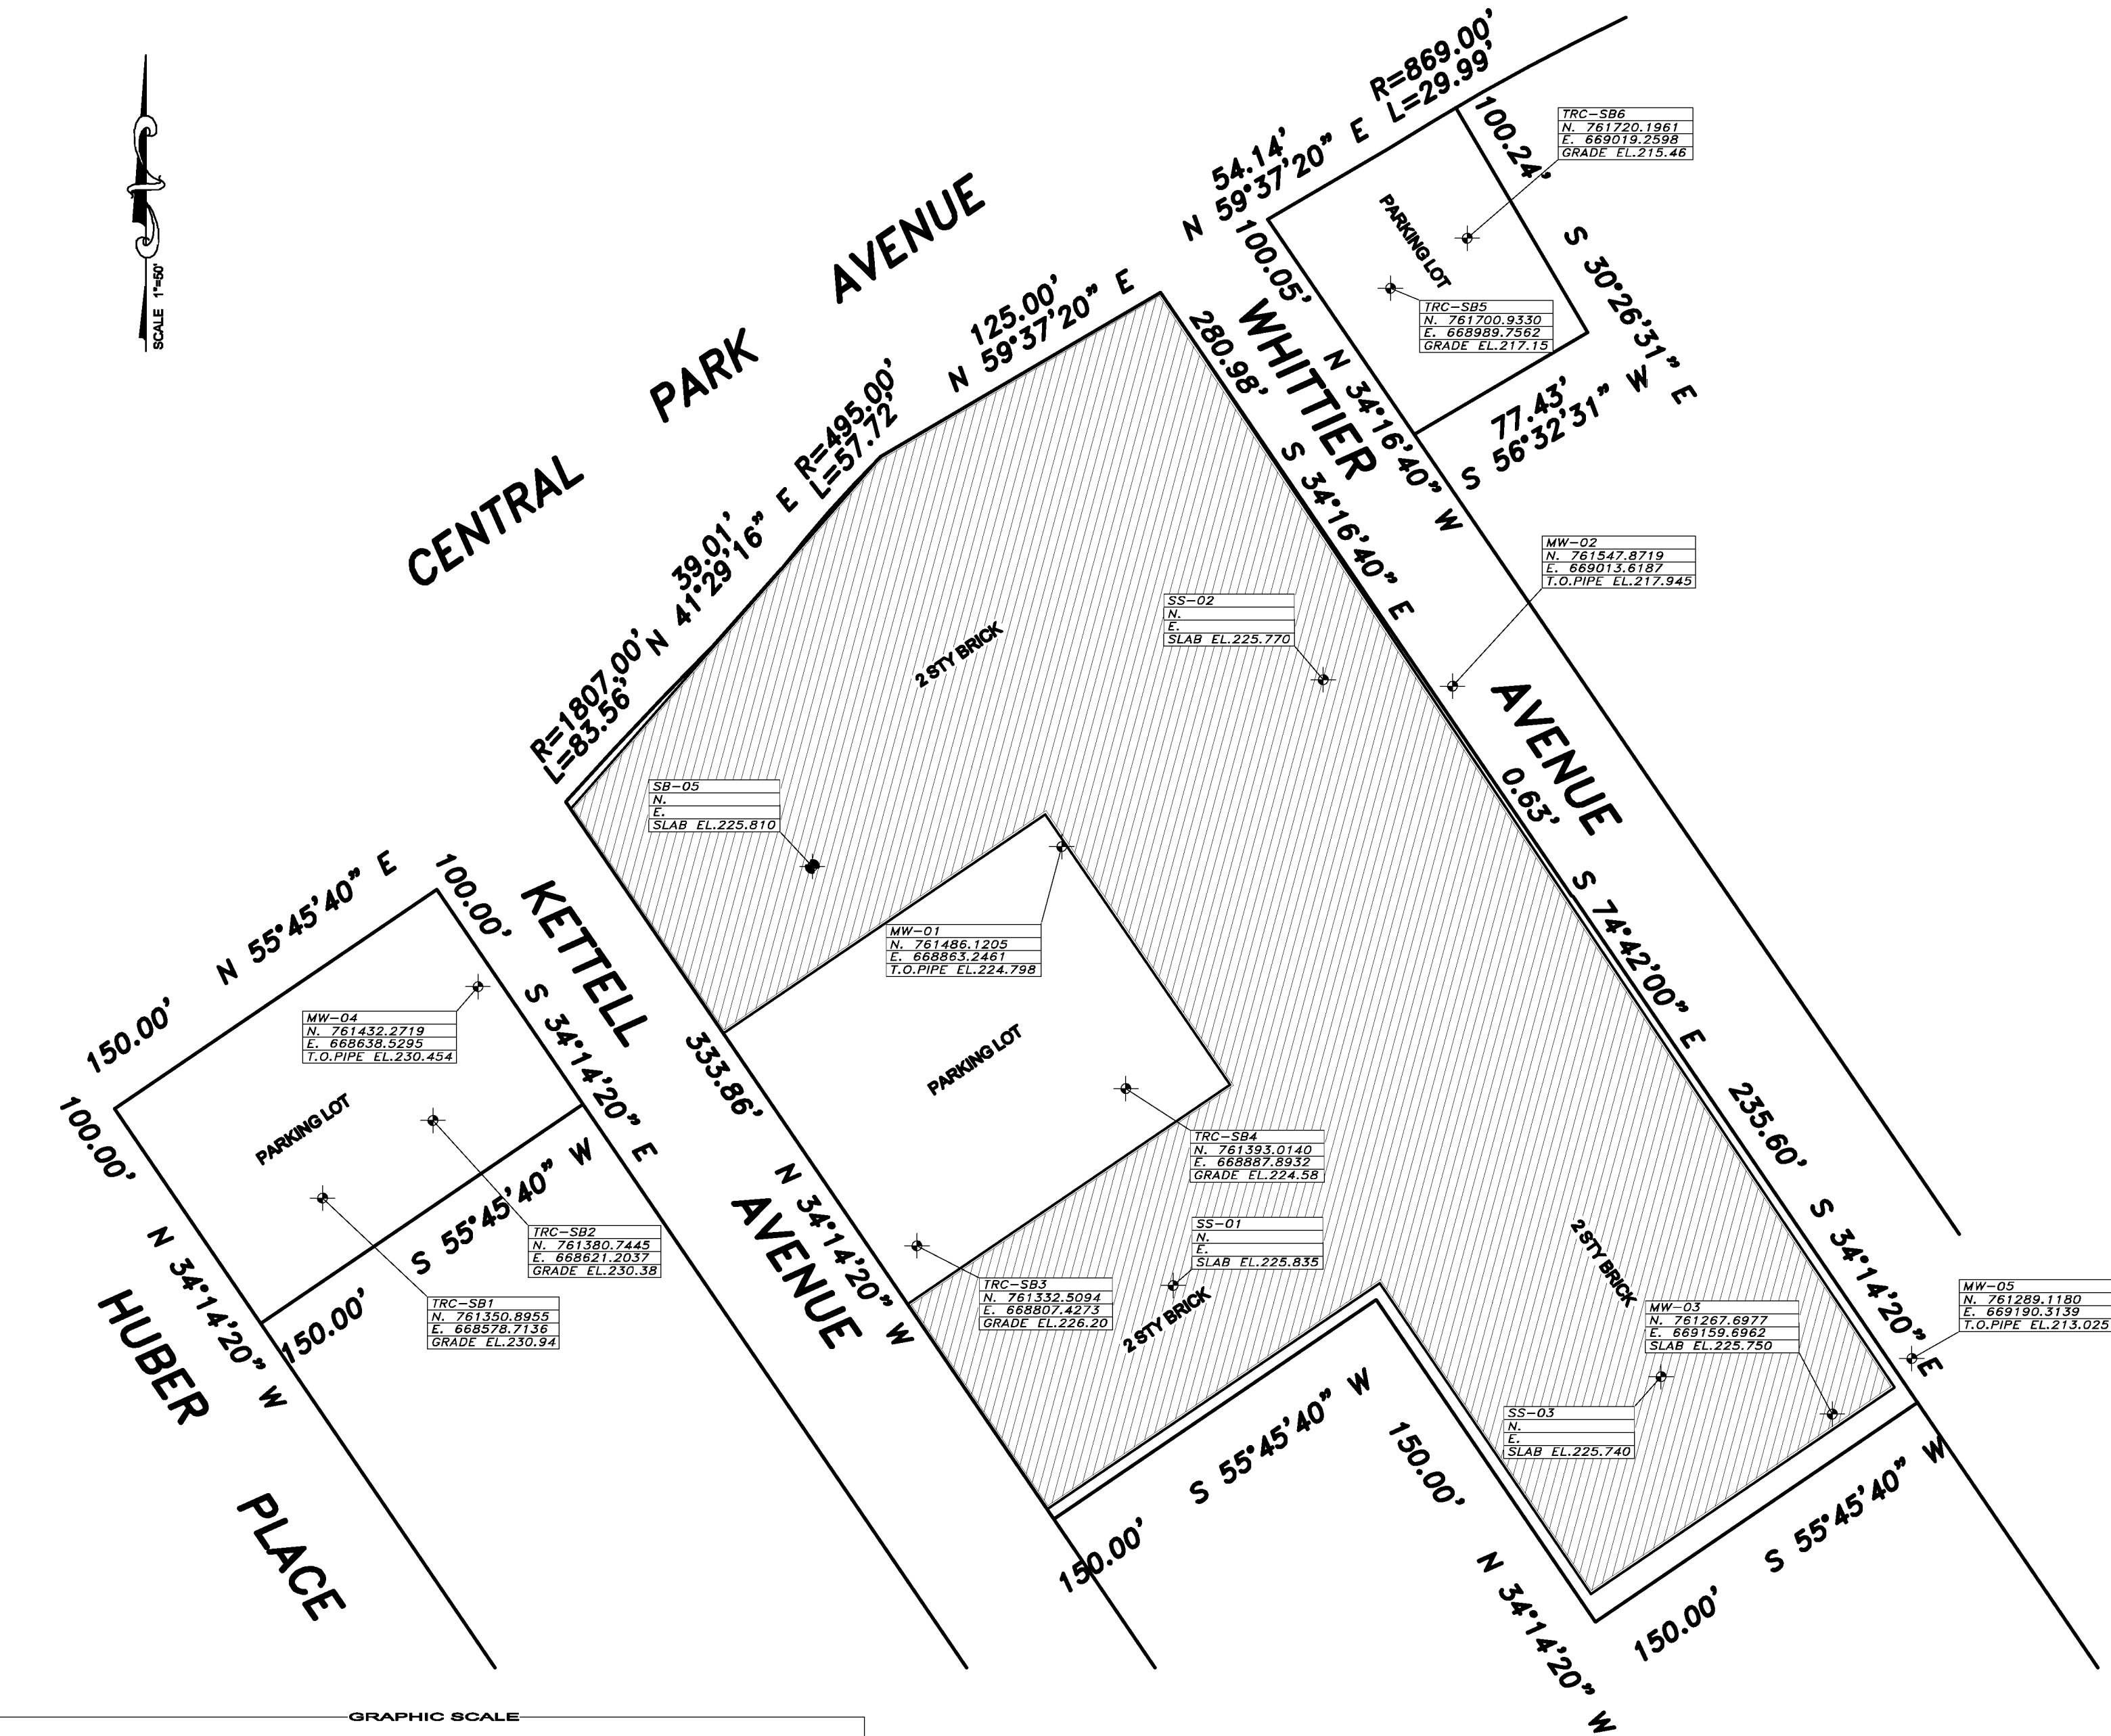 SCALE 1"=50'
R=869.00'
L=29.99'
54.14'
N 59°37'20" E
100.24'
S 30°26'31" E
TRC-SB6
N. 761720.1961
E. 669019.2598
GRADE EL.215.46
PARKING LOT
TRC-SB5
N. 761700.9330
E. 668989.7562
GRADE EL.217.15
100.05'
N 34°16'40" W
77.43'
S 56°32'31" W
CENTRAL PARK AVENUE
125.00'
N 59°37'20" E
R=495.00'
L=57.72'
39.01'
N 41°29'16" E
R=1807.00'
L=83.56'
280.98'
S 34°16'40" E
WHITTIER AVENUE
MW-02
N. 761547.8719
E. 669013.6187
T.O.PIPE EL.217.945
SS-02
N.
E.
SLAB EL.225.770
2 STY BRICK
SB-05
N.
E.
SLAB EL.225.810
0.63'
S 74°42'00" E
235.60'
S 34°14'20" E
MW-01
N. 761486.1205
E. 668863.2461
T.O.PIPE EL.224.798
PARKING LOT
TRC-SB4
N. 761393.0140
E. 668887.8932
GRADE EL.224.58
SS-01
N.
E.
SLAB EL.225.835
2 STY BRICK
TRC-SB3
N. 761332.5094
E. 668807.4273
GRADE EL.226.20
2 STY BRICK
MW-03
N. 761267.6977
E. 669159.6962
SLAB EL.225.750
MW-05
N. 761289.1180
E. 669190.3139
T.O.PIPE EL.213.025
SS-03
N.
E.
SLAB EL.225.740
KETTELL AVENUE
333.86'
N 34°14'20" W
150.00'
N 55°45'40" E
100.00'
S 34°14'20" E
MW-04
N. 761432.2719
E. 668638.5295
T.O.PIPE EL.230.454
PARKING LOT
100.00'
N 34°14'20" W
150.00'
S 55°45'40" W
TRC-SB2
N. 761380.7445
E. 668621.2037
GRADE EL.230.38
TRC-SB1
N. 761350.8955
E. 668578.7136
GRADE EL.230.94
HUBER PLACE
150.00'
S 55°45'40" W
150.00'
N 34°14'20" W
150.00'
S 55°45'40" W
GRAPHIC SCALE